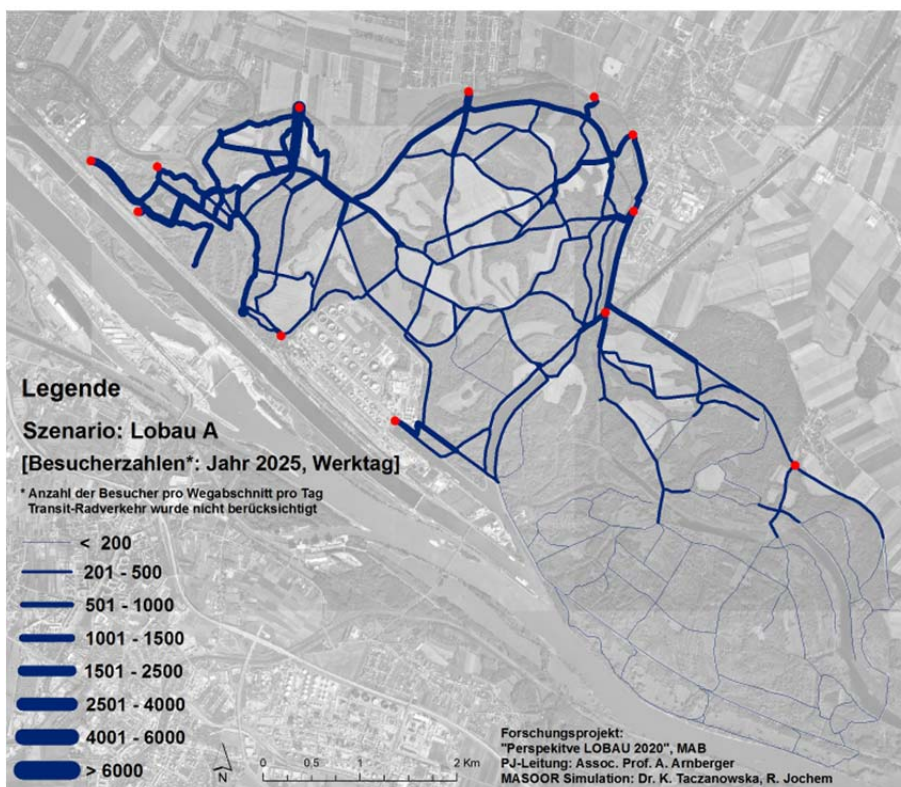 Legende
Szenario: Lobau A
[Besucherzahlen*: Jahr 2025, Werktag]
* Anzahl der Besucher pro Wegabschnitt pro Tag
Transit-Radverkehr wurde nicht berücksichtigt
< 200
201 - 500
501 - 1000
1001 - 1500
1501 - 2500
2501 - 4000
4001 - 6000
> 6000
N
0 0,5 1 2 Km
Forschungsprojekt:
"Perspekitve LOBAU 2020", MAB
PJ-Leitung: Assoc. Prof. A. Arnberger
MASOOR Simulation: Dr. K. Taczanowska, R. Jochem